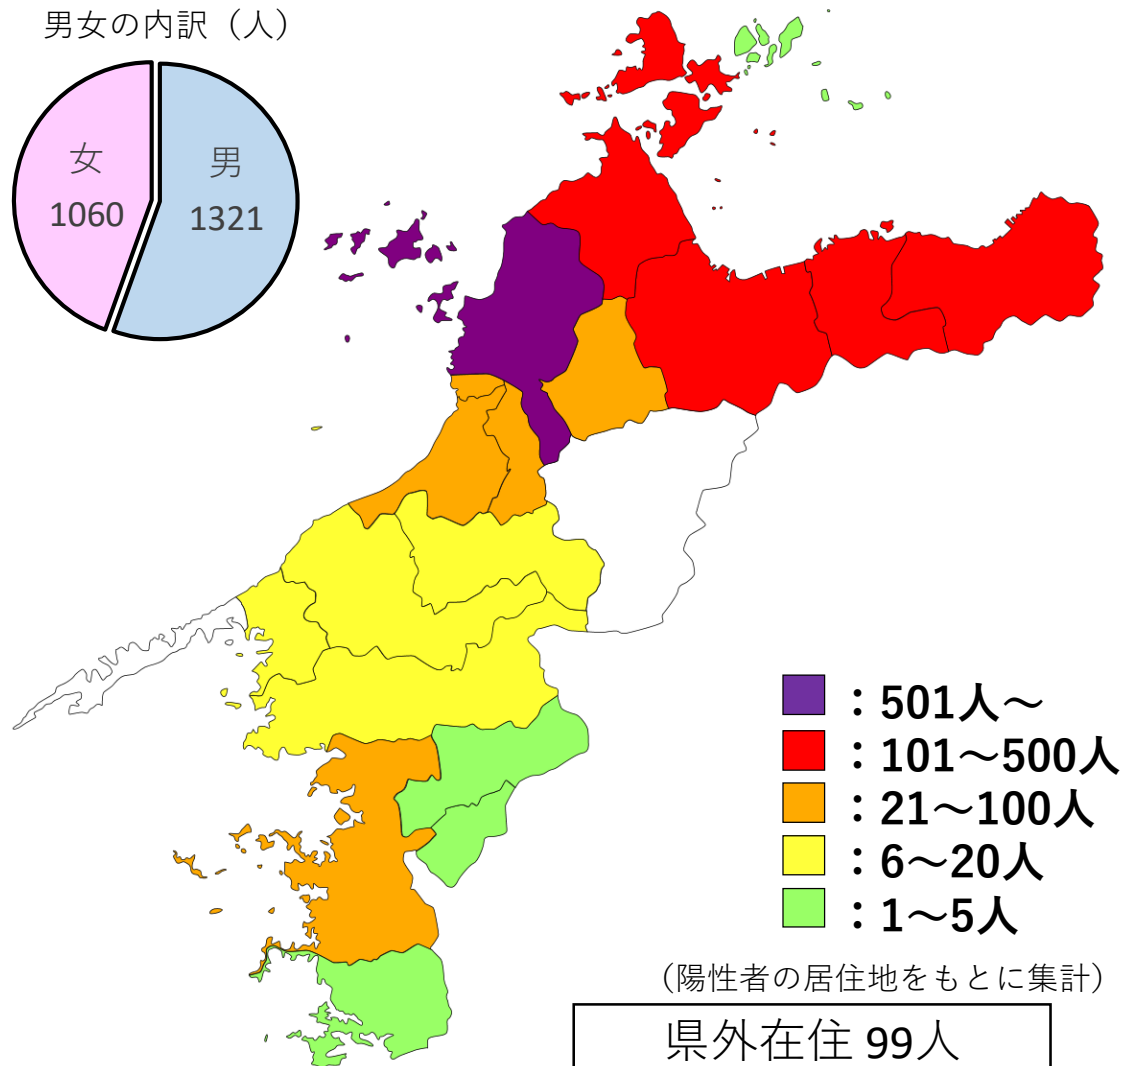 男女の内訳（人）
女
1060
男
1321
：501人～
：101～500人
：21～100人
：6～20人
：1～5人
（陽性者の居住地をもとに集計）
県外在住 99人